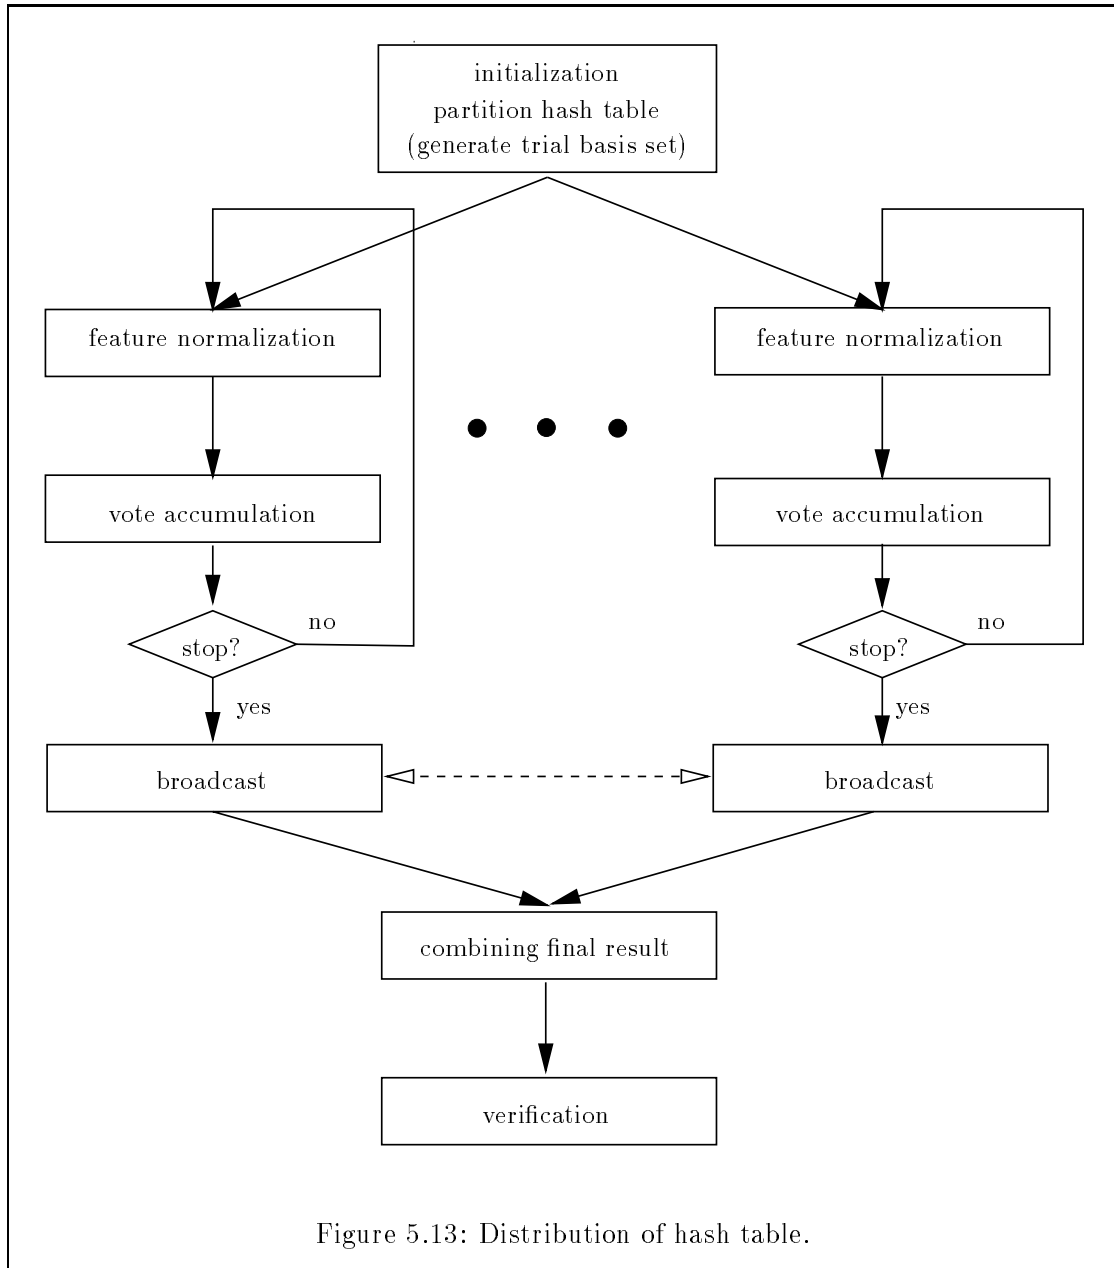 initialization
partition hash table
(generate trial basis set)
feature normalization
feature normalization
vote accumulation
vote accumulation
no
no
stop?
stop?
yes
yes
broadcast
broadcast
combining final result
verification
Figure 5.13: Distribution of hash table.